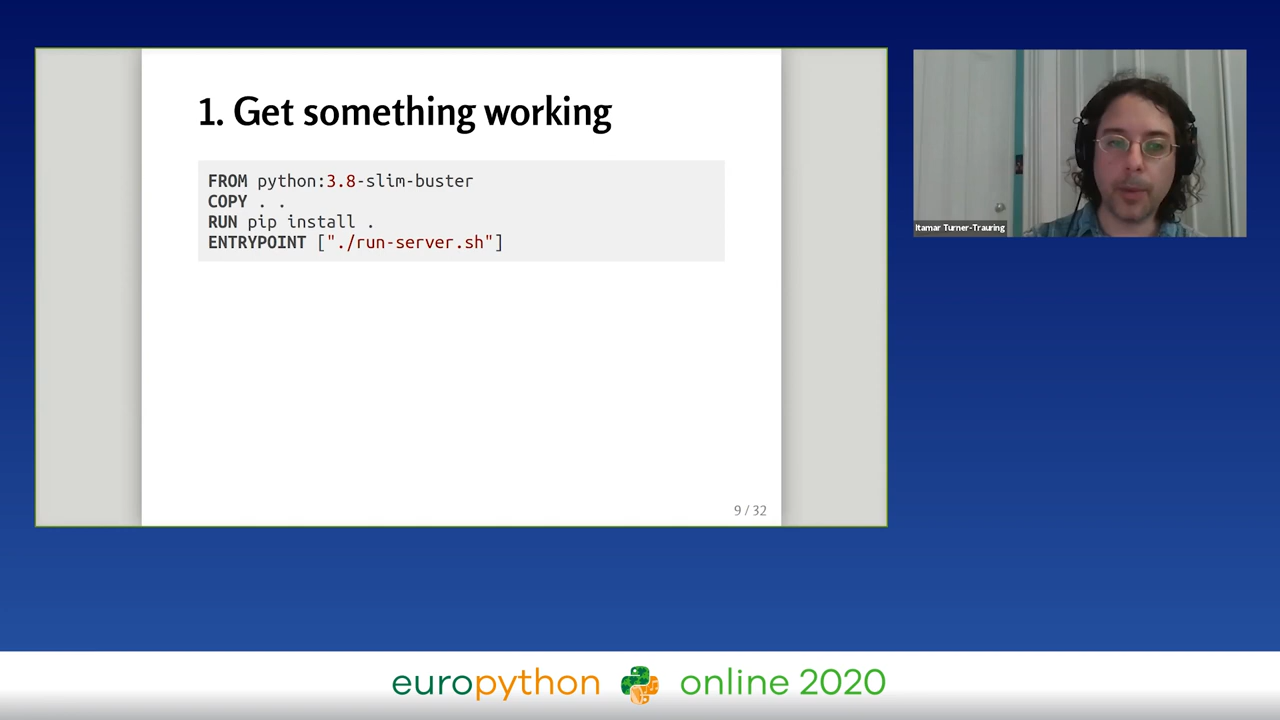 1. Get something working
FROM python:3.8-slim-buster
COPY . .
RUN pip install .
ENTRYPOINT ["./run-server.sh"]
9 / 32
Itamar Turner-Trauring
europython online 2020